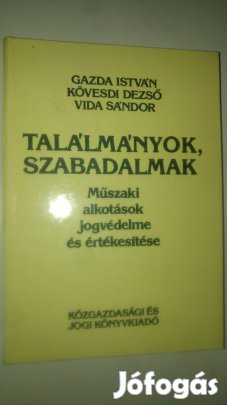 GAZDA ISTVÁN
KÖVESDI DEZSŐ
VIDA SÁNDOR
TALÁLMÁNYOK,
SZABADALMAK
Műszaki
alkotások
jogvédelme
és értékesítése
KÖZGAZDASÁGI ÉS
JOGI KÖNYVKIADÓ
Jófogás